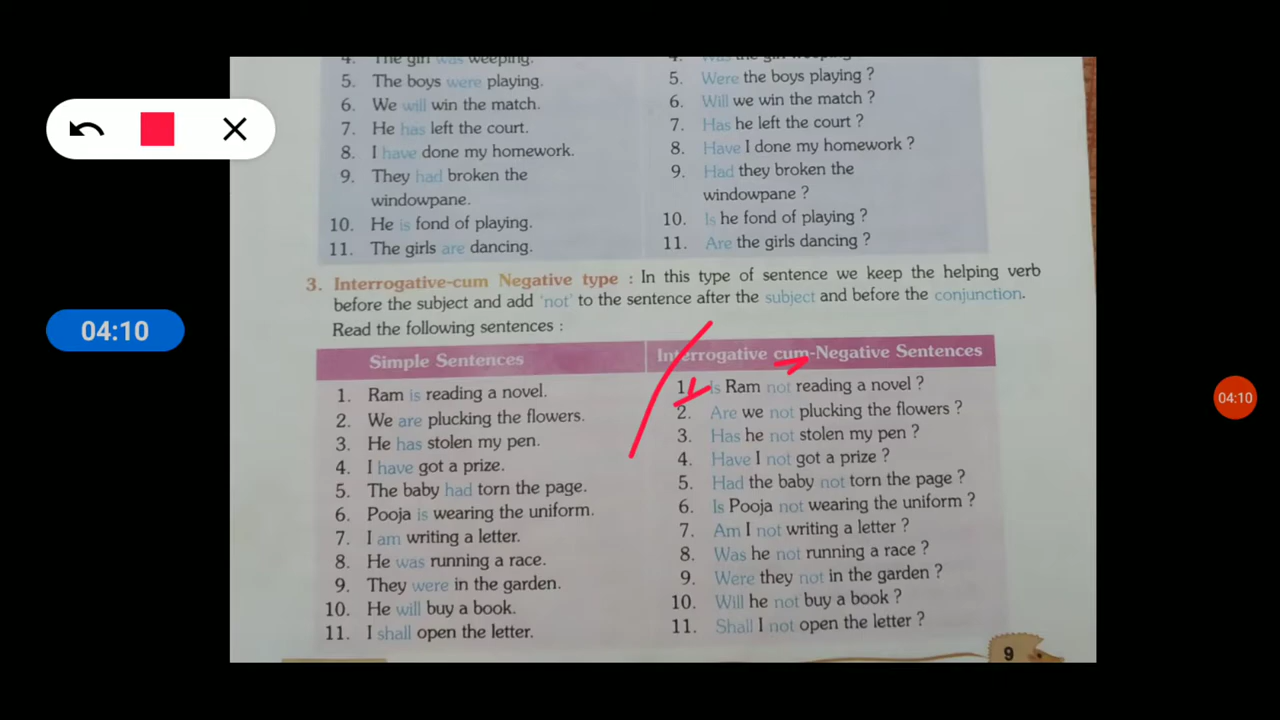 4. The girl was weeping.
4. Was the girl weeping
5. The boys were playing.
5. Were the boys playing ?
6. We will win the match.
6. Will we win the match ?
7. He has left the court.
7. Has he left the court ?
8. I have done my homework.
8. Have I done my homework ?
9. They had broken the
windowpane.
9. Had they broken the
windowpane ?
10. He is fond of playing.
10. Is he fond of playing ?
11. The girls are dancing.
11. Are the girls dancing ?
3. Interrogative-cum Negative type : In this type of sentence we keep the helping verb
before the subject and add 'not' to the sentence after the subject and before the conjunction.
Read the following sentences :
Simple Sentences
Interrogative cum-Negative Sentences
1. Ram is reading a novel.
1. Is Ram not reading a novel ?
2. We are plucking the flowers.
2. Are we not plucking the flowers ?
3. He has stolen my pen.
3. Has he not stolen my pen ?
4. I have got a prize.
4. Have I not got a prize ?
5. The baby had torn the page.
5. Had the baby not torn the page ?
6. Pooja is wearing the uniform.
6. Is Pooja not wearing the uniform ?
7. I am writing a letter.
7. Am I not writing a letter ?
8. He was running a race.
8. Was he not running a race ?
9. They were in the garden.
9. Were they not in the garden ?
10. He will buy a book.
10. Will he not buy a book ?
11. I shall open the letter.
11. Shall I not open the letter ?
9
04:10
04:10